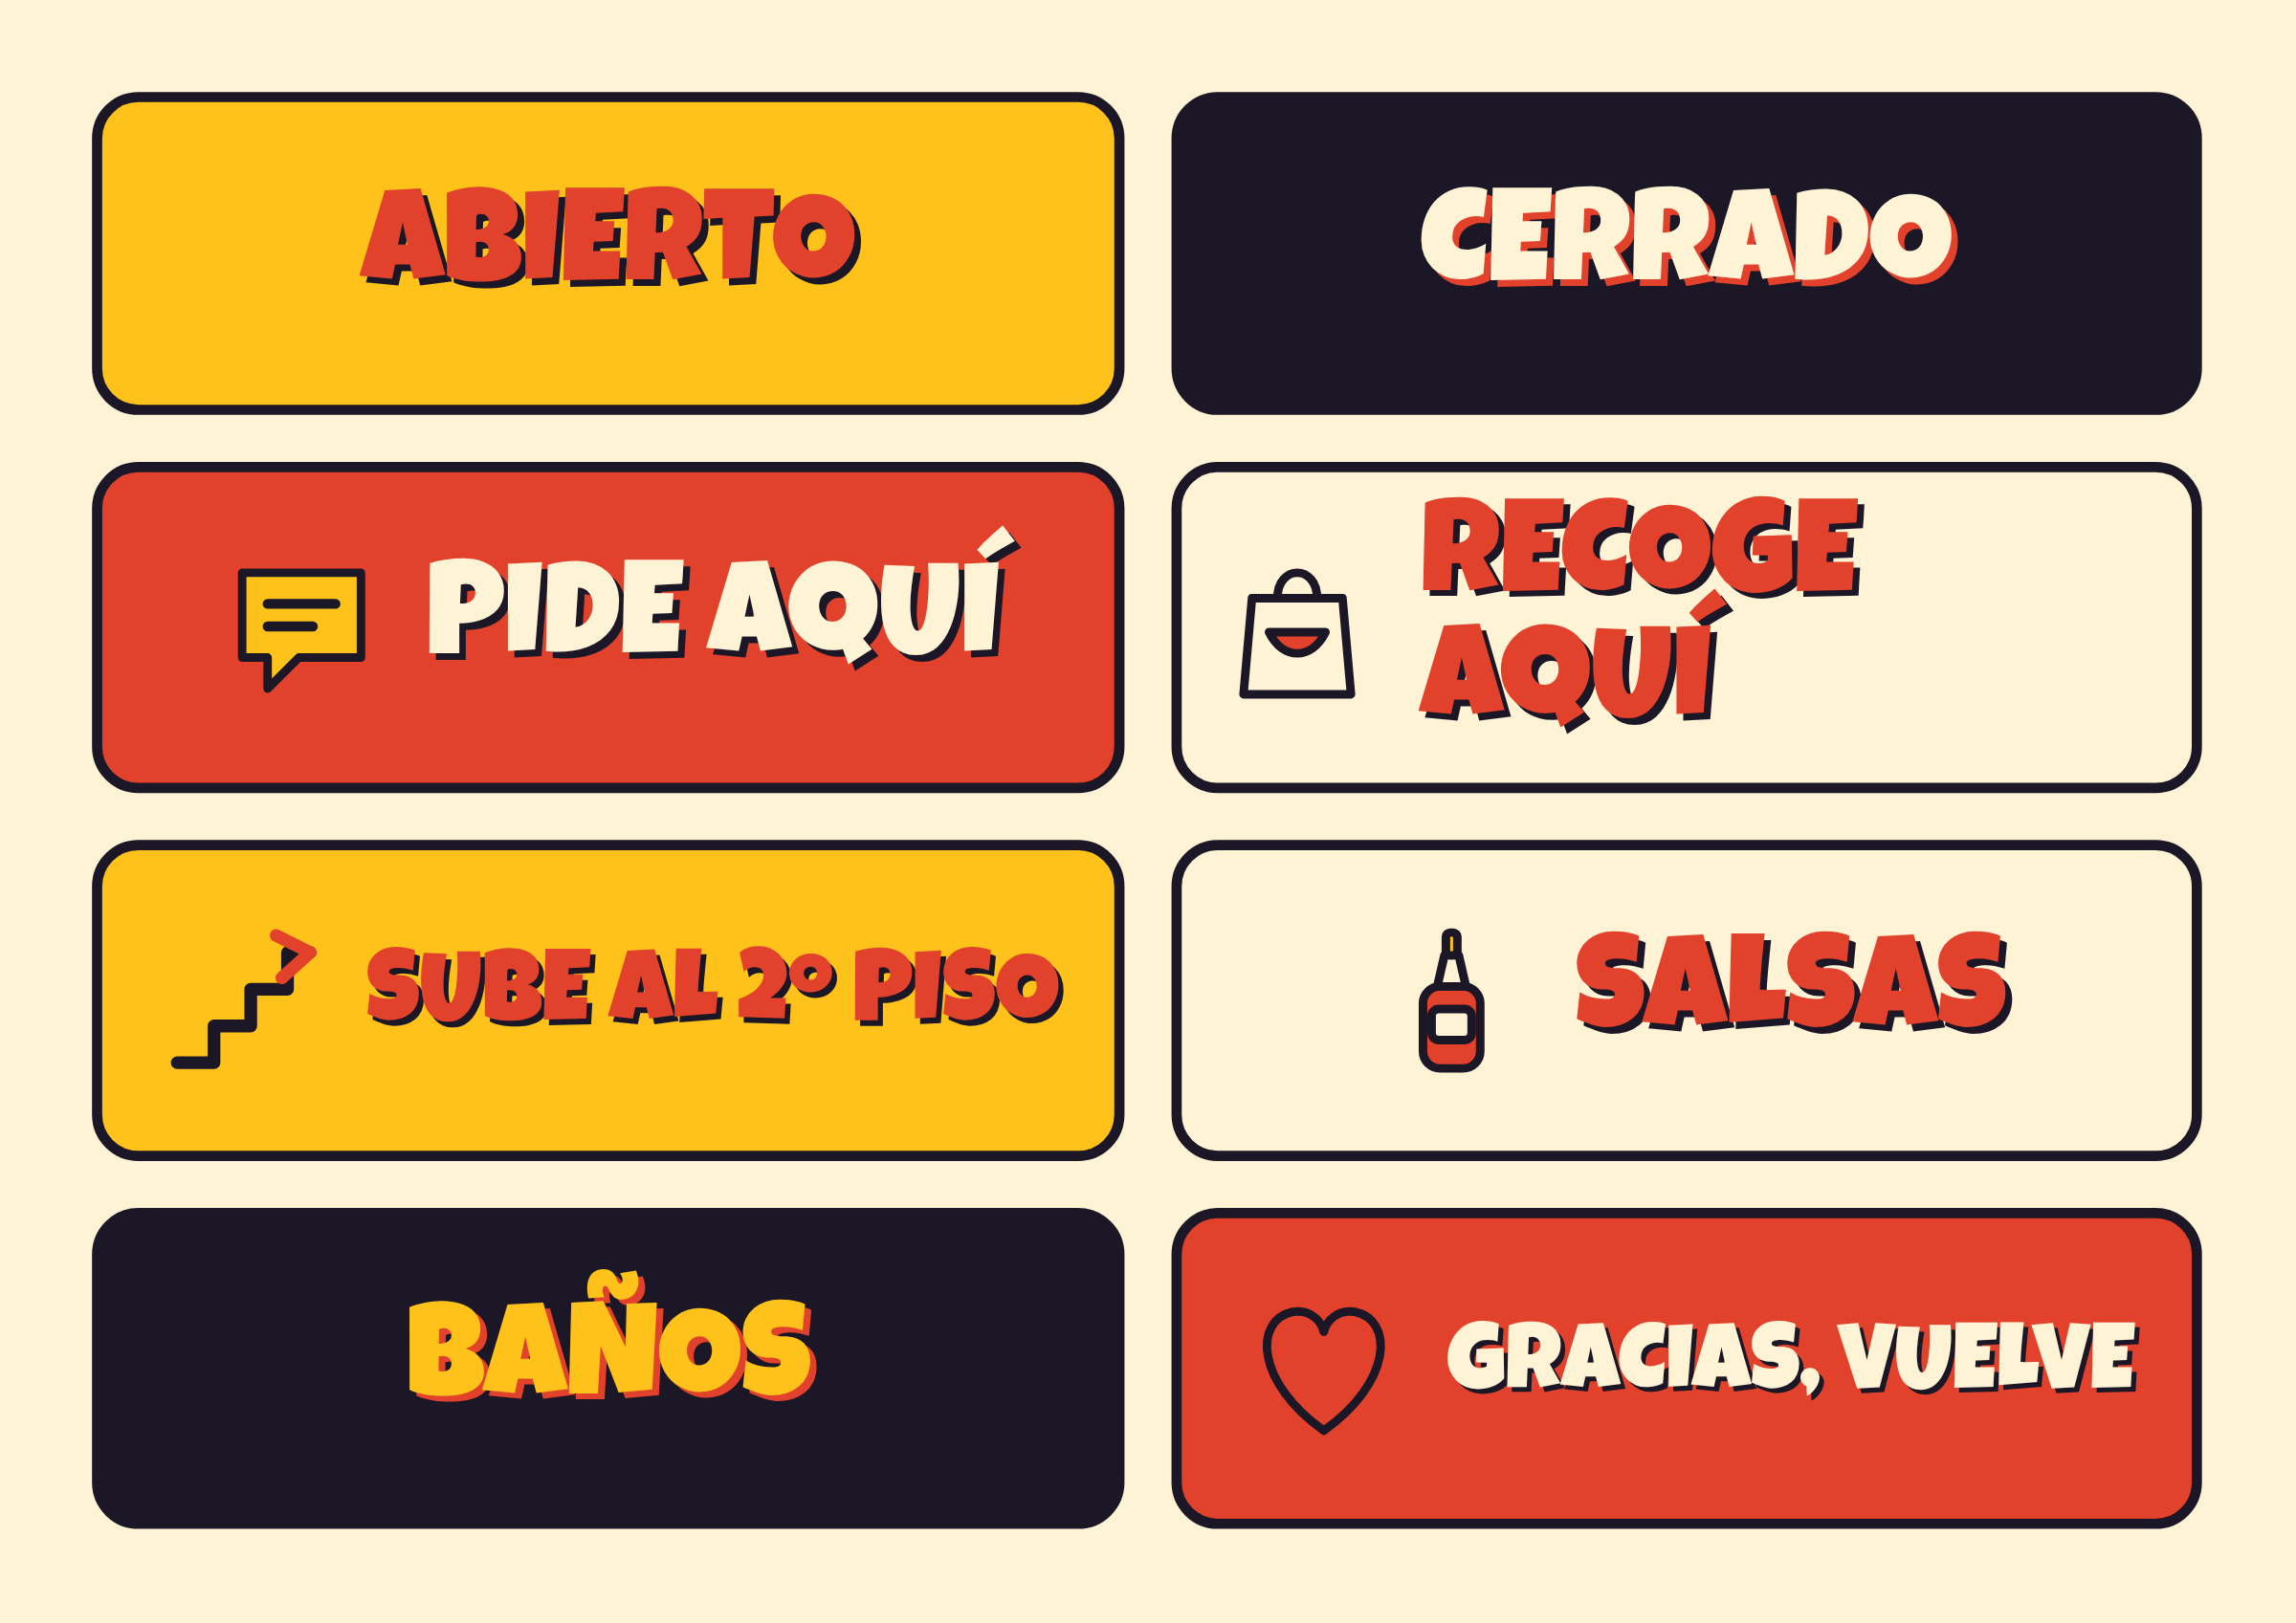 ABIERTO
CERRADO
PIDE AQUÍ
RECOGE
AQUÍ
SUBE AL 2º PISO
SALSAS
BAÑOS
GRACIAS, VUELVE